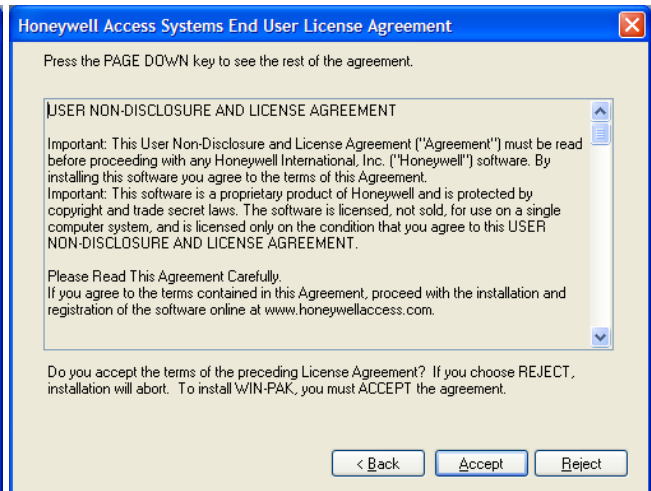 Honeywell Access Systems End User License Agreement
Press the PAGE DOWN key to see the rest of the agreement.
USER NON-DISCLOSURE AND LICENSE AGREEMENT
Important: This User Non-Disclosure and License Agreement ("Agreement") must be read
before proceeding with any Honeywell International, Inc. ("Honeywell") software. By
installing this software you agree to the terms of this Agreement.
Important: This software is a proprietary product of Honeywell and is protected by
copyright and trade secret laws. The software is licensed, not sold, for use on a single
computer system, and is licensed only on the condition that you agree to this USER
NON-DISCLOSURE AND LICENSE AGREEMENT.
Please Read This Agreement Carefully.
If you agree to the terms contained in this Agreement, proceed with the installation and
registration of the software online at www.honeywellaccess.com.
Do you accept the terms of the preceding License Agreement? If you choose REJECT,
installation will abort. To install WIN-PAK, you must ACCEPT the agreement.
< Back Accept Reject